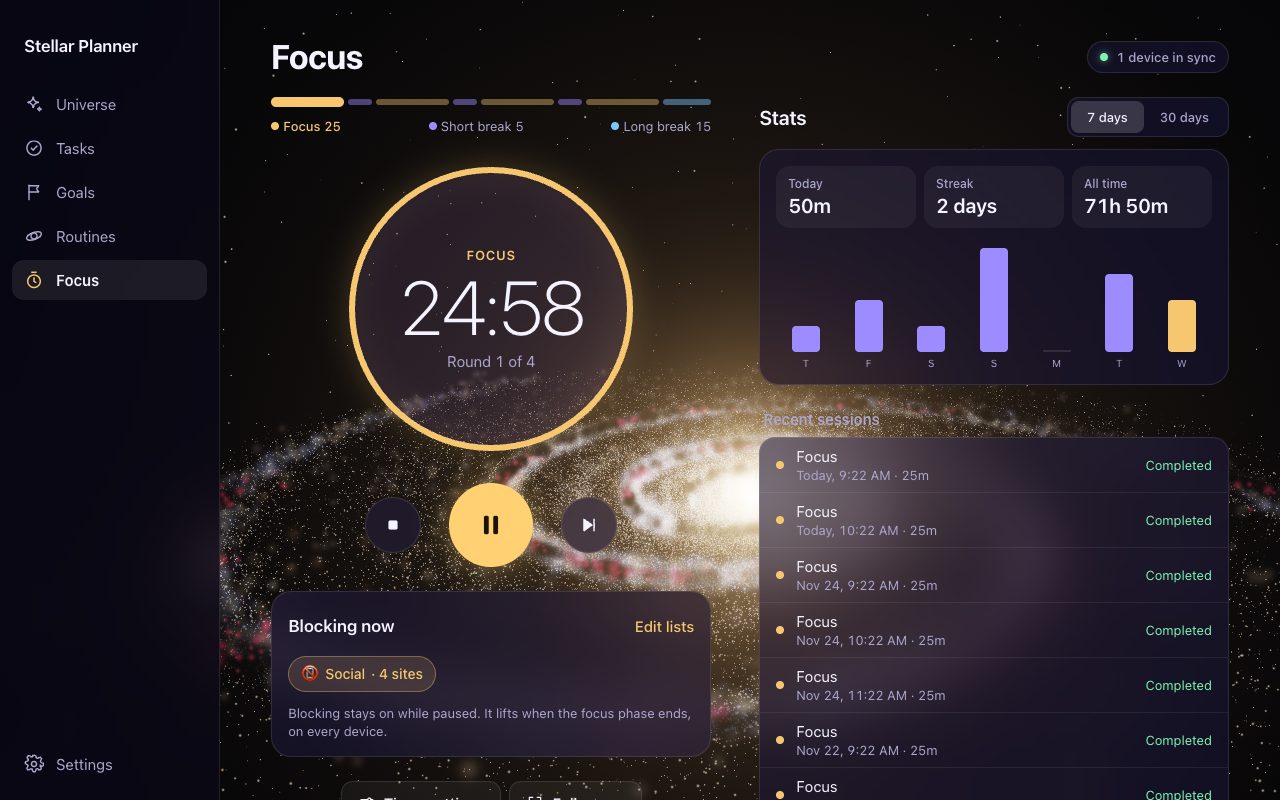 Stellar Planner
Universe
Tasks
Goals
Routines
Focus
Settings
Focus
1 device in sync
Focus 25
Short break 5
Long break 15
FOCUS
24:58
Round 1 of 4
Blocking now
Edit lists
Social · 4 sites
Blocking stays on while paused. It lifts when the focus phase ends,
on every device.
Stats
7 days
30 days
Today
50m
Streak
2 days
All time
71h 50m
T
F
S
S
M
T
W
Recent sessions
Focus
Today, 9:22 AM · 25m
Completed
Focus
Today, 10:22 AM · 25m
Completed
Focus
Nov 24, 9:22 AM · 25m
Completed
Focus
Nov 24, 10:22 AM · 25m
Completed
Focus
Nov 24, 11:22 AM · 25m
Completed
Focus
Nov 22, 9:22 AM · 25m
Completed
Focus
Completed